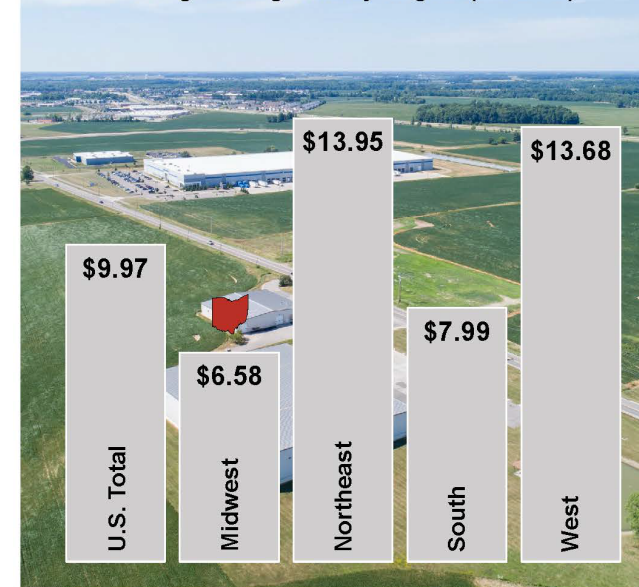 $9.97
U.S. Total
$6.58
Midwest
$13.95
Northeast
$7.99
South
$13.68
West